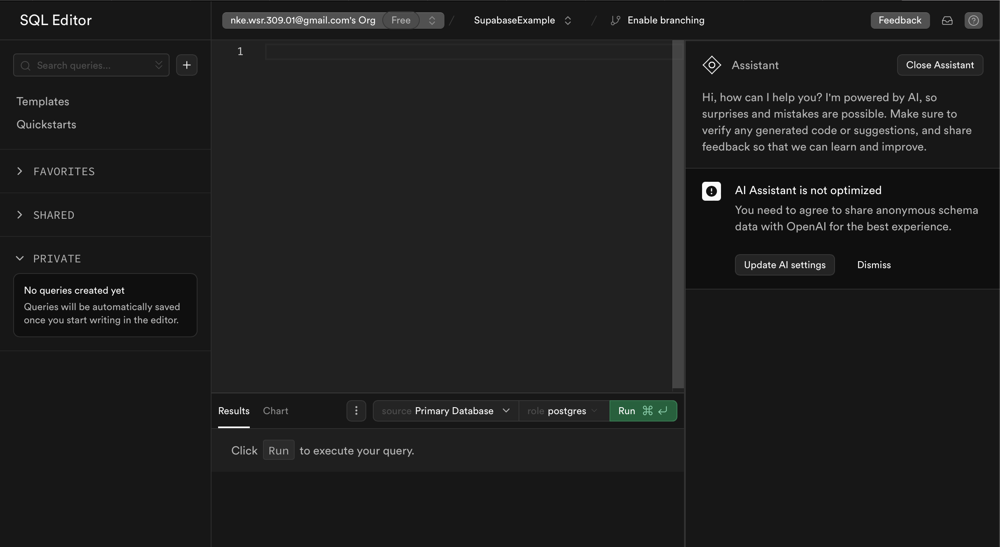 SQL Editor
nke.wsr.309.01@gmail.com's Org Free / SupabaseExample / Enable branching
Feedback
Search queries...
Templates
Quickstarts
FAVORITES
SHARED
PRIVATE
No queries created yet
Queries will be automatically saved
once you start writing in the editor.
1
Results Chart
source Primary Database role postgres Run ⌘ ↵
Click Run to execute your query.
Assistant
Close Assistant
Hi, how can I help you? I'm powered by AI, so
surprises and mistakes are possible. Make sure to
verify any generated code or suggestions, and share
feedback so that we can learn and improve.
AI Assistant is not optimized
You need to agree to share anonymous schema
data with OpenAI for the best experience.
Update AI settings Dismiss